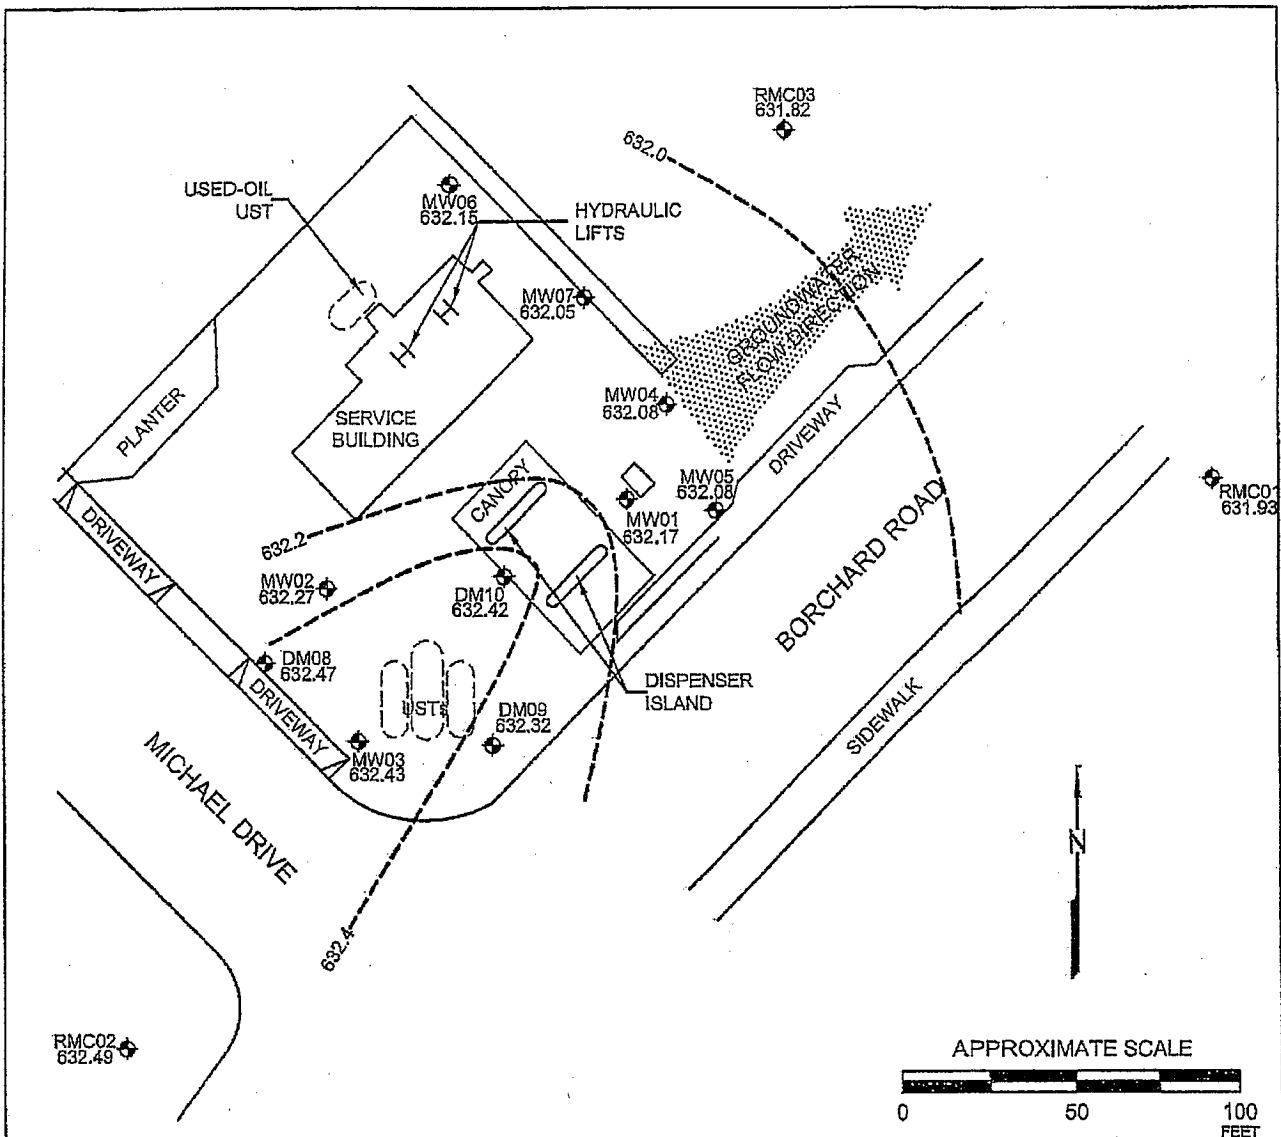 RMC03
631.82
632.0
USED-OIL
UST
MW06
632.15
HYDRAULIC
LIFTS
MW07
632.05
GROUNDWATER
FLOW DIRECTION
PLANTER
SERVICE
BUILDING
MW04
632.08
DRIVEWAY
CANOPY
MW05
632.08
RMC01
631.93
MW01
632.17
DRIVEWAY
632.2
MW02
632.27
DM10
632.42
BORCHARD ROAD
DM08
632.47
DISPENSER
ISLAND
DRIVEWAY
USTs
DM09
632.32
SIDEWALK
MW03
632.43
MICHAEL DRIVE
632.4
N
RMC02
632.49
APPROXIMATE SCALE
0 50 100
FEET